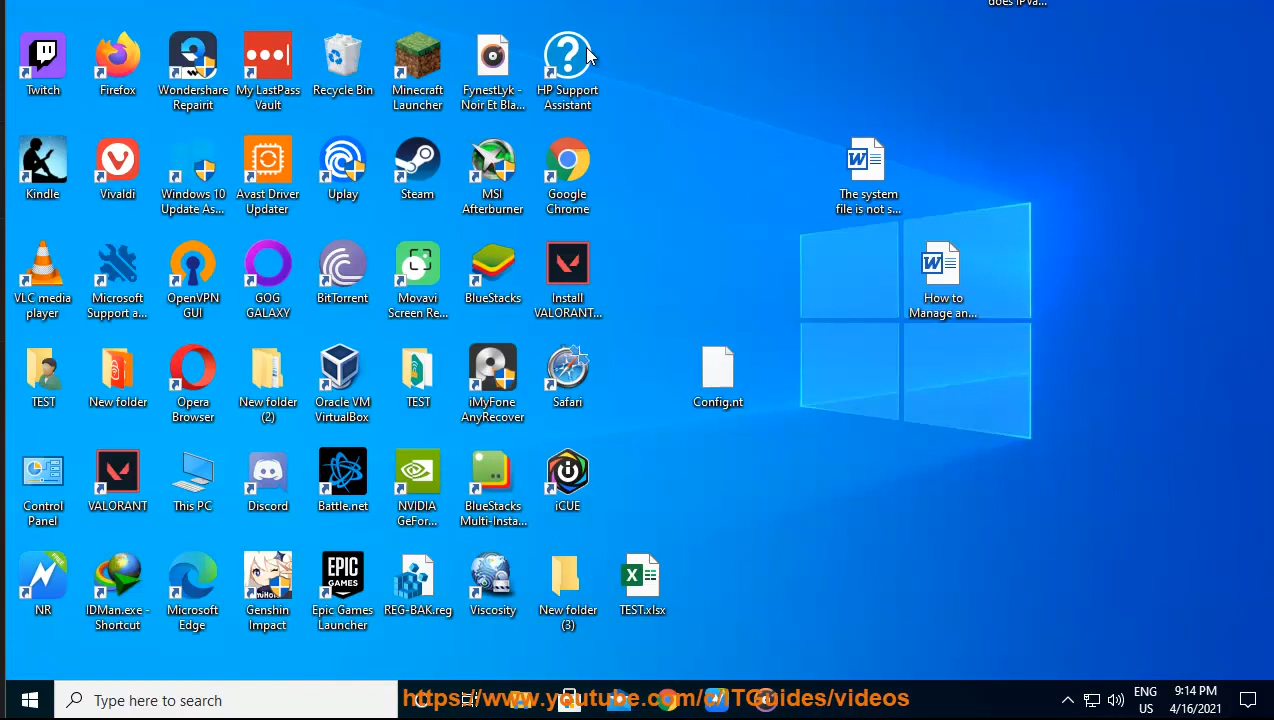 does IPVa...
Twitch
Firefox
Wondershare
Repairit
My LastPass
Vault
Recycle Bin
Minecraft
Launcher
FynestLyk -
Noir Et Bla...
HP Support
Assistant
Kindle
Vivaldi
Windows 10
Update As...
Avast Driver
Updater
Uplay
Steam
MSI
Afterburner
Google
Chrome
The system
file is not s...
VLC media
player
Microsoft
Support a...
OpenVPN
GUI
GOG
GALAXY
BitTorrent
Movavi
Screen Re...
BlueStacks
Install
VALORANT...
How to
Manage an...
TEST
New folder
Opera
Browser
New folder
(2)
Oracle VM
VirtualBox
TEST
iMyFone
AnyRecover
Safari
Config.nt
Control
Panel
VALORANT
This PC
Discord
Battle.net
NVIDIA
GeFor...
BlueStacks
Multi-Insta...
iCUE
NR
IDMan.exe -
Shortcut
Microsoft
Edge
Genshin
Impact
EPIC
GAMES
Epic Games
Launcher
REG-BAK.reg
Viscosity
New folder
(3)
TEST.xlsx
Type here to search
https://www.youtube.com/c/ITGuides/videos
ENG
US
9:14 PM
4/16/2021